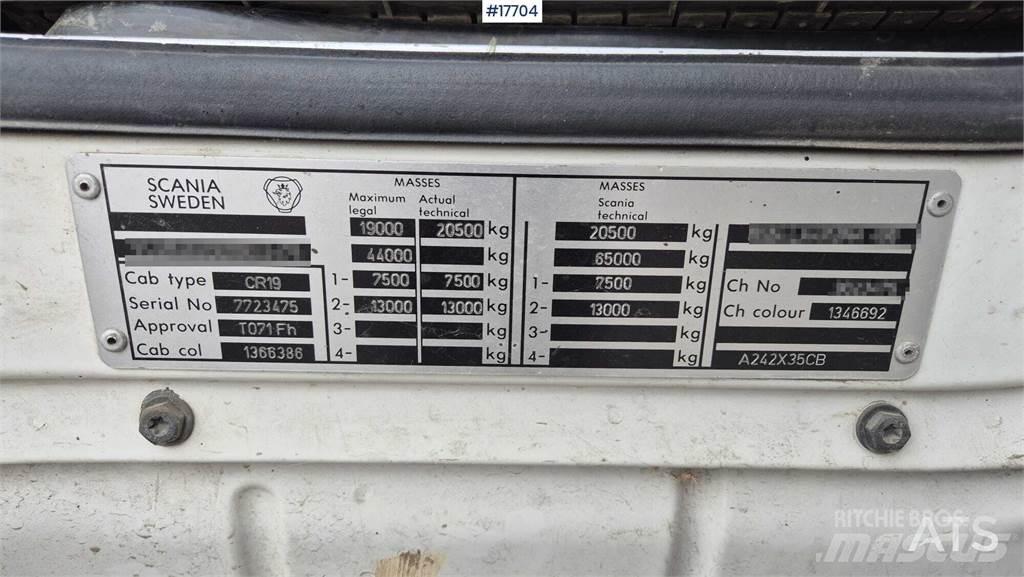 #17704
SCANIA
SWEDEN
MASSES
Maximum legal
Actual technical
19000 20500 kg
44000 kg
1- 7500 7500 kg
2- 13000 13000 kg
3- kg
4- kg
Cab type CR19
Serial No 7723475
Approval T071 Fh
Cab col 1366386
MASSES
Scania technical
20500 kg
65000 kg
1- 7500 kg
2- 13000 kg
3- kg
4- kg
Ch No
Ch colour 1346692
A242X35CB
RITCHIE BROS.
MASCUS
ATS